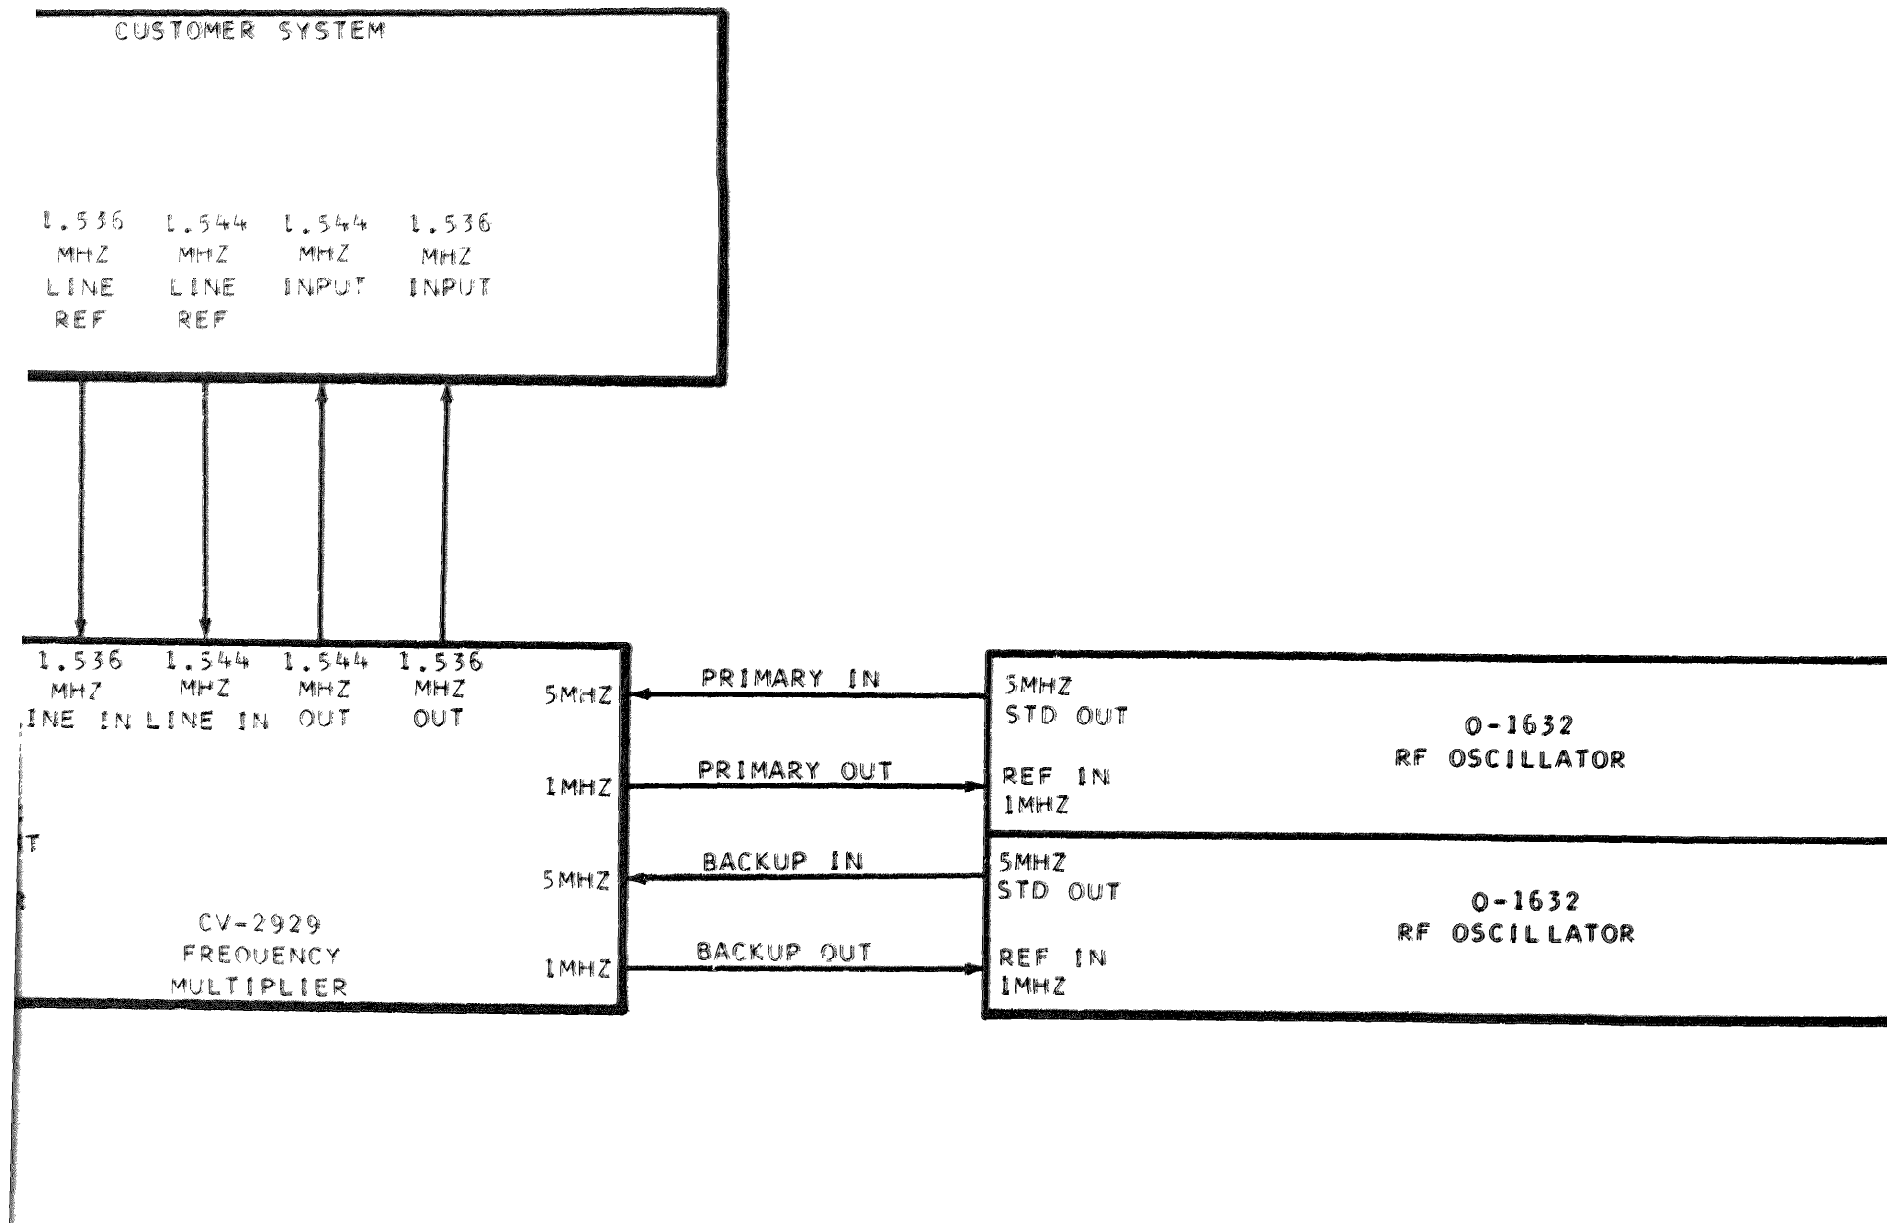 CUSTOMER SYSTEM
1.536 MHZ LINE REF
1.544 MHZ LINE REF
1.544 MHZ INPUT
1.536 MHZ INPUT
1.536 MHZ INE IN
1.544 MHZ LINE IN
1.544 MHZ OUT
1.536 MHZ OUT
5MHZ
1MHZ
5MHZ
1MHZ
T
CV-2929
FREQUENCY
MULTIPLIER
PRIMARY IN
PRIMARY OUT
BACKUP IN
BACKUP OUT
5MHZ
STD OUT
REF IN
1MHZ
O-1632
RF OSCILLATOR
5MHZ
STD OUT
REF IN
1MHZ
O-1632
RF OSCILLATOR